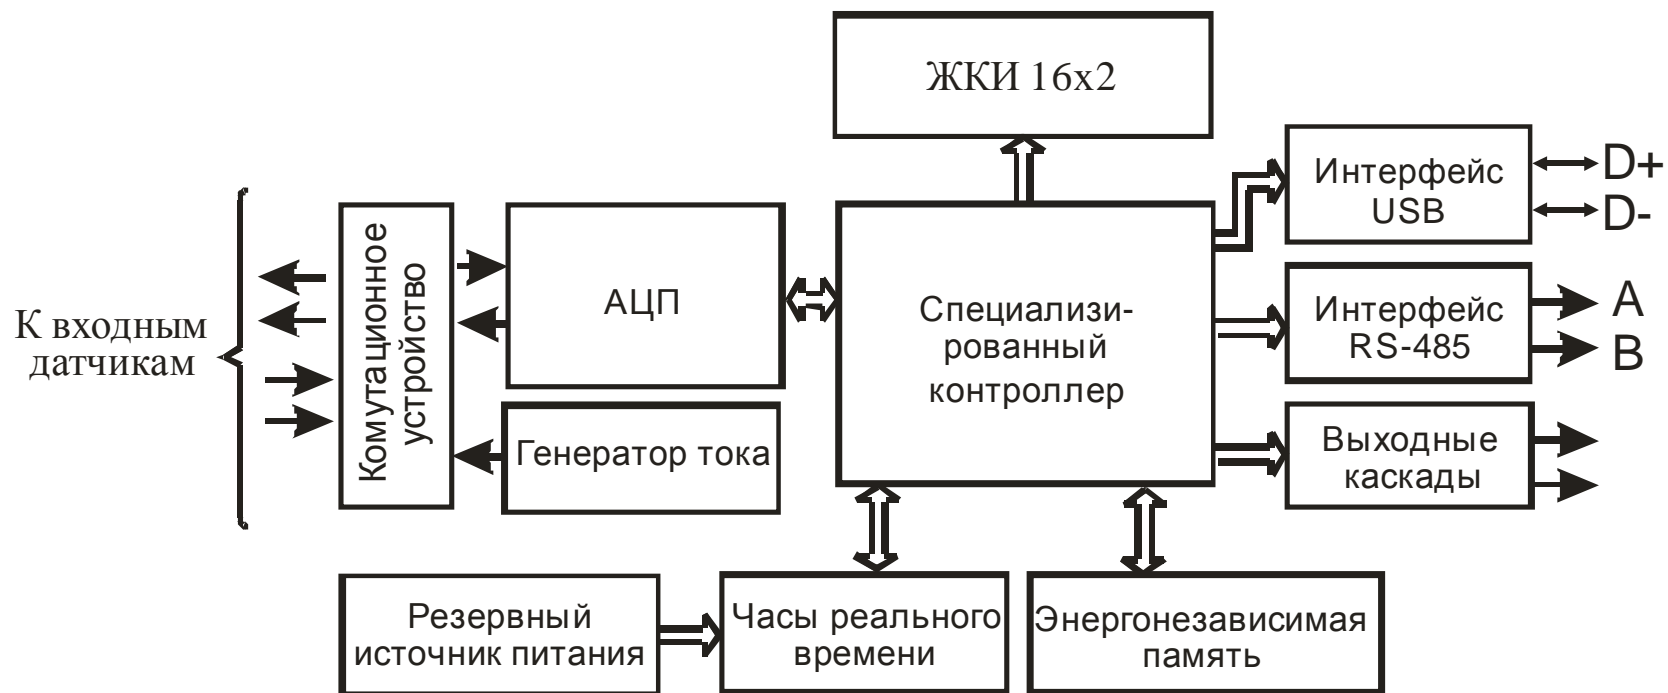 ЖКИ 16х2
Интерфейс
USB
D+
D-
К входным
датчикам
Комутационное
устройство
АЦП
Генератор тока
Специализи-
рованный
контроллер
Интерфейс
RS-485
A
B
Выходные
каскады
Резервный
источник питания
Часы реального
времени
Энергонезависимая
память